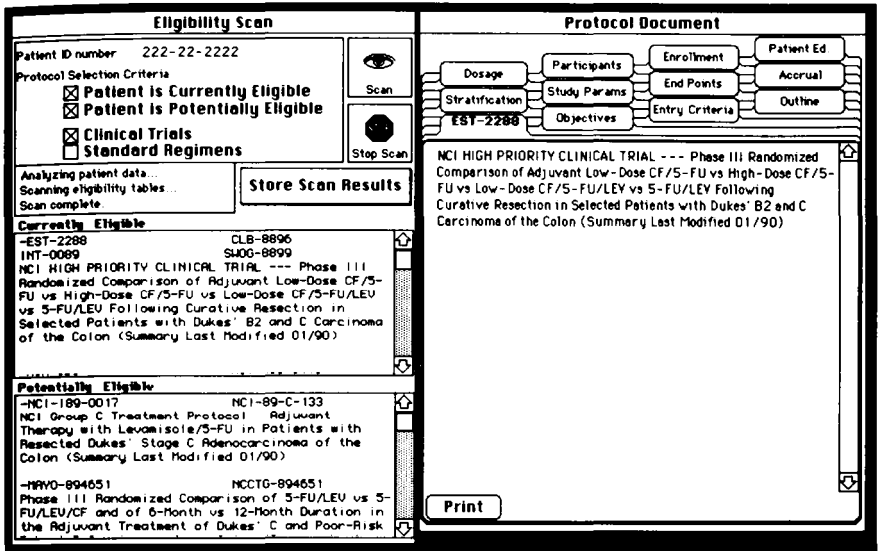 Eligibility Scan
Patient ID number 222-22-2222
Protocol Selection Criteria
Patient is Currently Eligible
Patient is Potentially Eligible
Clinical Trials
Standard Regimens
Scan
Stop Scan
Analyzing patient data...
Scanning eligibility tables...
Scan complete.
Store Scan Results
Currently Eligible
-EST-2288 CLB-8896
INT-0089 SWOG-8899
NCI HIGH PRIORITY CLINICAL TRIAL --- Phase III
Randomized Comparison of Adjuvant Low-Dose CF/5-
FU vs High-Dose CF/5-FU vs Low-Dose CF/5-FU/LEV
vs 5-FU/LEV Following Curative Resection in
Selected Patients with Dukes' B2 and C Carcinoma
of the Colon (Summary Last Modified 01/90)
Potentially Eligible
-NCI-I89-0017 NCI-89-C-133
NCI Group C Treatment Protocol Adjuvant
Therapy with Levamisole/5-FU in Patients with
Resected Dukes' Stage C Adenocarcinoma of the
Colon (Summary Last Modified 01/90)
-MAYO-894651 NCCTG-894651
Phase III Randomized Comparison of 5-FU/LEV vs 5-
FU/LEV/CF and of 6-Month vs 12-Month Duration in
the Adjuvant Treatment of Dukes' C and Poor-Risk
Protocol Document
Dosage
Participants
Enrollment
Patient Ed.
Stratification
Study Params
End Points
Accrual
EST-2288
Objectives
Entry Criteria
Outline
NCI HIGH PRIORITY CLINICAL TRIAL --- Phase III Randomized
Comparison of Adjuvant Low-Dose CF/5-FU vs High-Dose CF/5-
FU vs Low-Dose CF/5-FU/LEV vs 5-FU/LEV Following
Curative Resection in Selected Patients with Dukes' B2 and C
Carcinoma of the Colon (Summary Last Modified 01/90)
Print